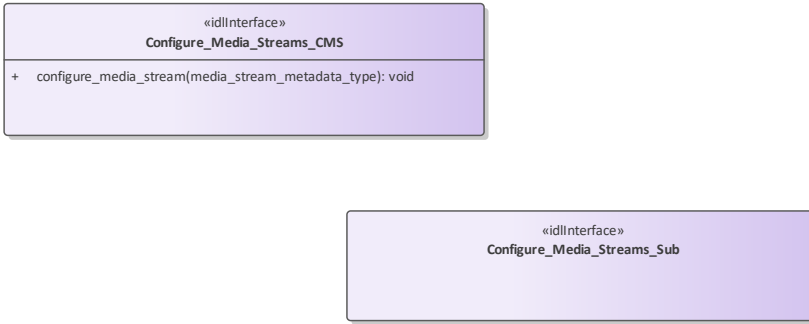 «idlInterface»
Configure_Media_Streams_CMS
+ configure_media_stream(media_stream_metadata_type): void
«idlInterface»
Configure_Media_Streams_Sub